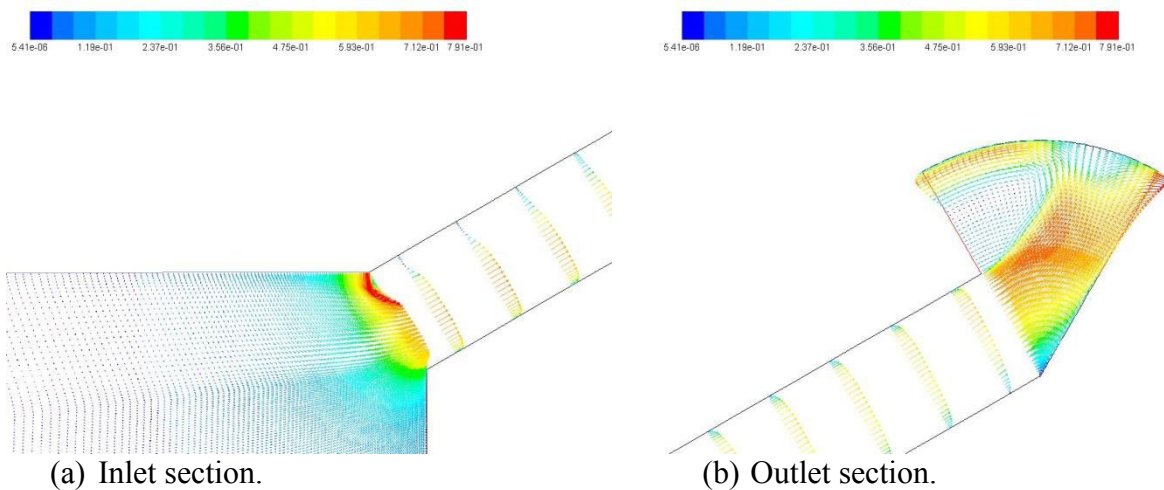 5.41e-06 1.19e-01 2.37e-01 3.56e-01 4.75e-01 5.93e-01 7.12e-01 7.91e-01
5.41e-06 1.19e-01 2.37e-01 3.56e-01 4.75e-01 5.93e-01 7.12e-01 7.91e-01
(a) Inlet section.
(b) Outlet section.